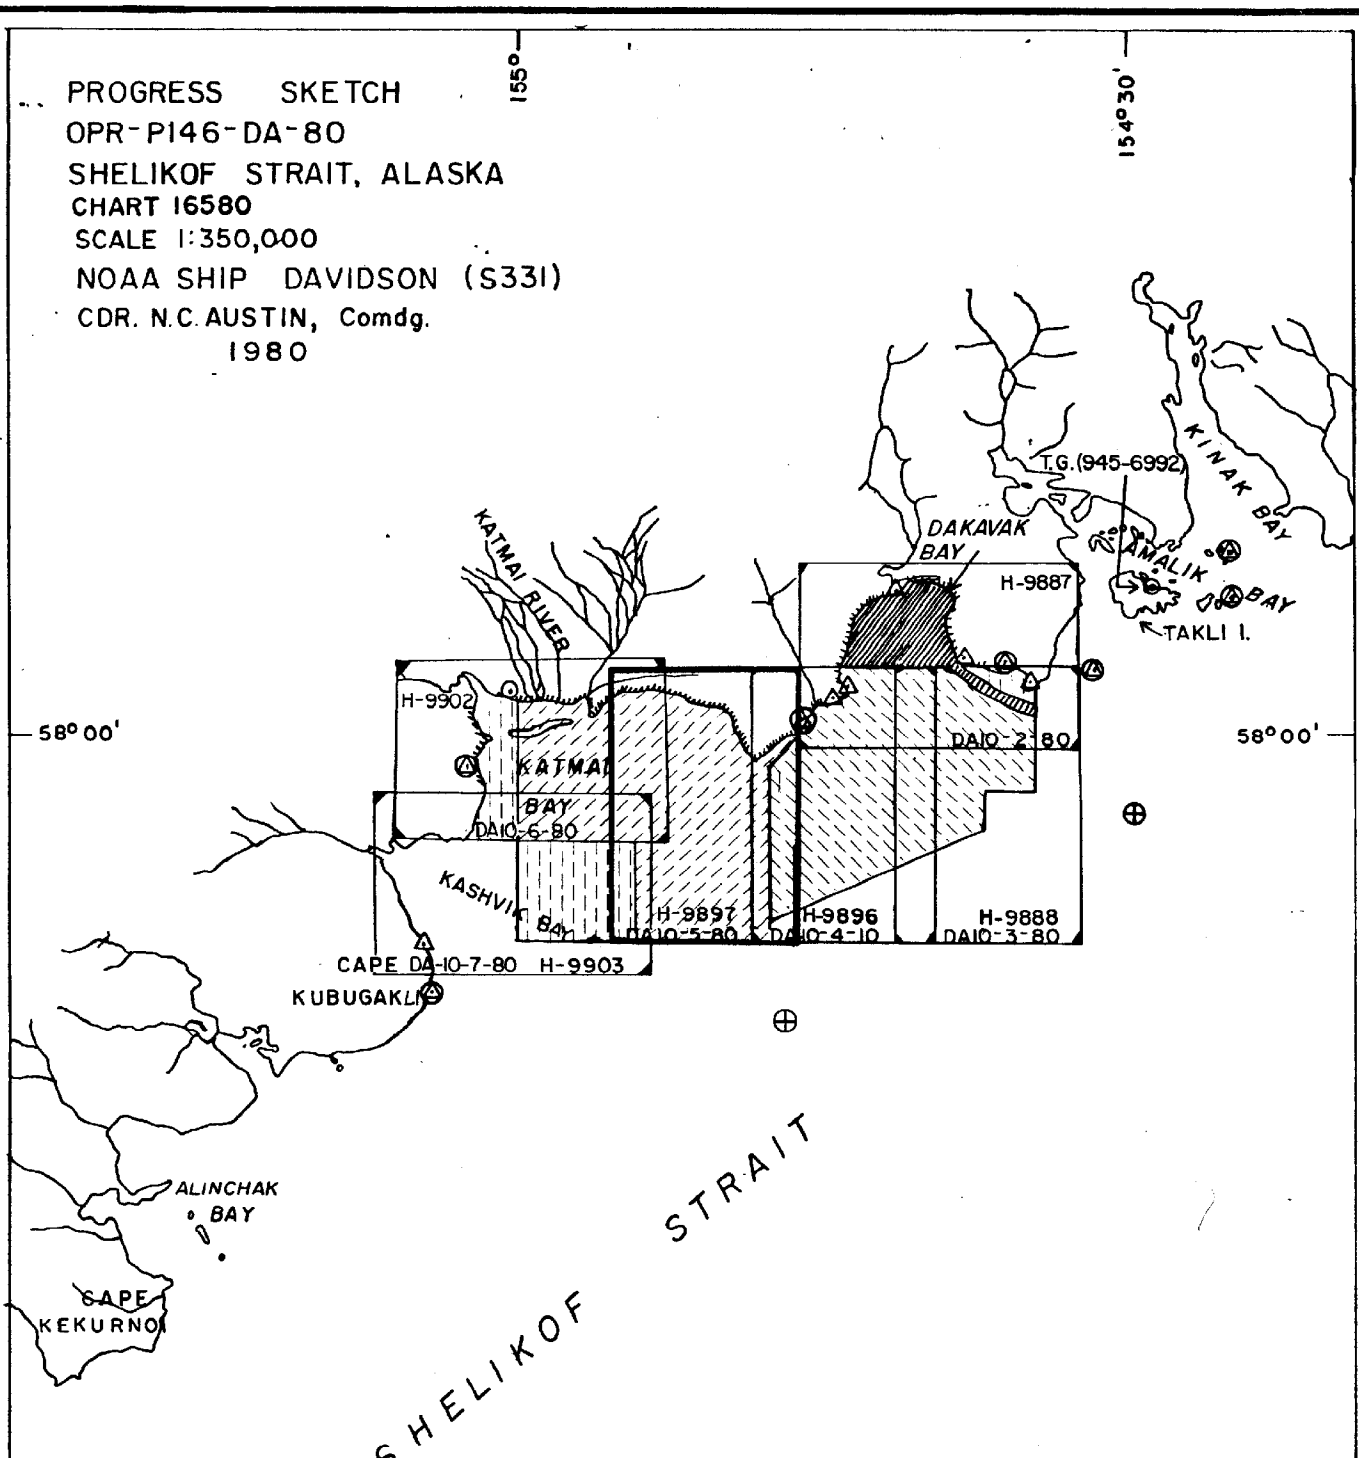 PROGRESS SKETCH
OPR-P146-DA-80
SHELIKOF STRAIT, ALASKA
CHART 16580
SCALE 1:350,000
NOAA SHIP DAVIDSON (S331)
CDR. N.C. AUSTIN, Comdg.
1980
155°
154°30'
KINAK BAY
T.G.(945-6992)
DAKAVAK
BAY
KATMAI RIVER
AMALIK BAY
H-9887
TAKLI I.
H-9902
58°00'
58°00'
DA10-2-80
KATMAI
BAY
DA10-6-80
KASHVIK BAY
H-9897
H-9896
H-9888
DA10-5-80
DA10-4-10
DA10-3-80
CAPE
DA-10-7-80 H-9903
KUBUGAKLI
ALINCHAK
BAY
CAPE
KEKURNOI
SHELIKOF STRAIT